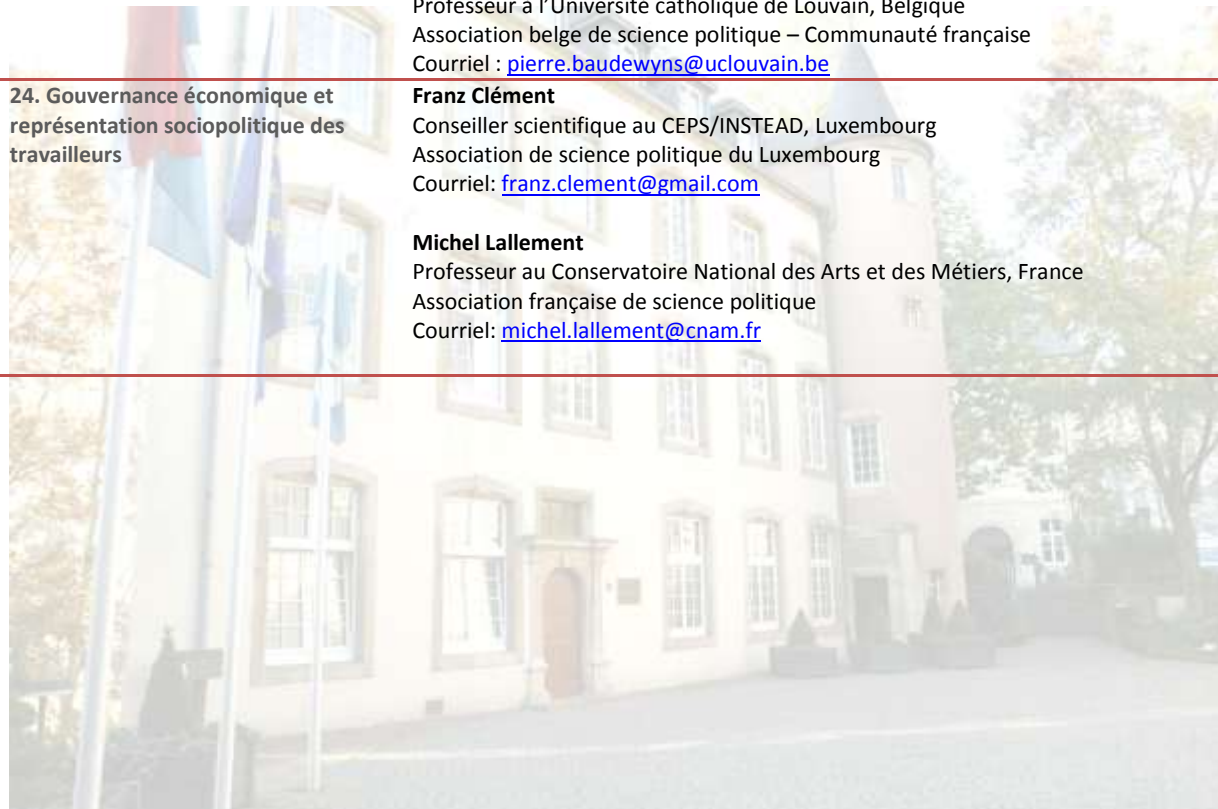 Professeur à l'Université catholique de Louvain, Belgique
Association belge de science politique – Communauté française
Courriel : pierre.baudewyns@uclouvain.be
24. Gouvernance économique et
représentation sociopolitique des
travailleurs
Franz Clément
Conseiller scientifique au CEPS/INSTEAD, Luxembourg
Association de science politique du Luxembourg
Courriel: franz.clement@gmail.com
Michel Lallement
Professeur au Conservatoire National des Arts et des Métiers, France
Association française de science politique
Courriel: michel.lallement@cnam.fr